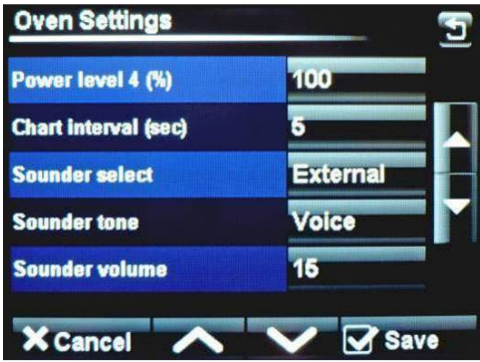 Oven Settings
Power level 4 (%) 100
Chart interval (sec) 5
Sounder select External
Sounder tone Voice
Sounder volume 15
Cancel Save